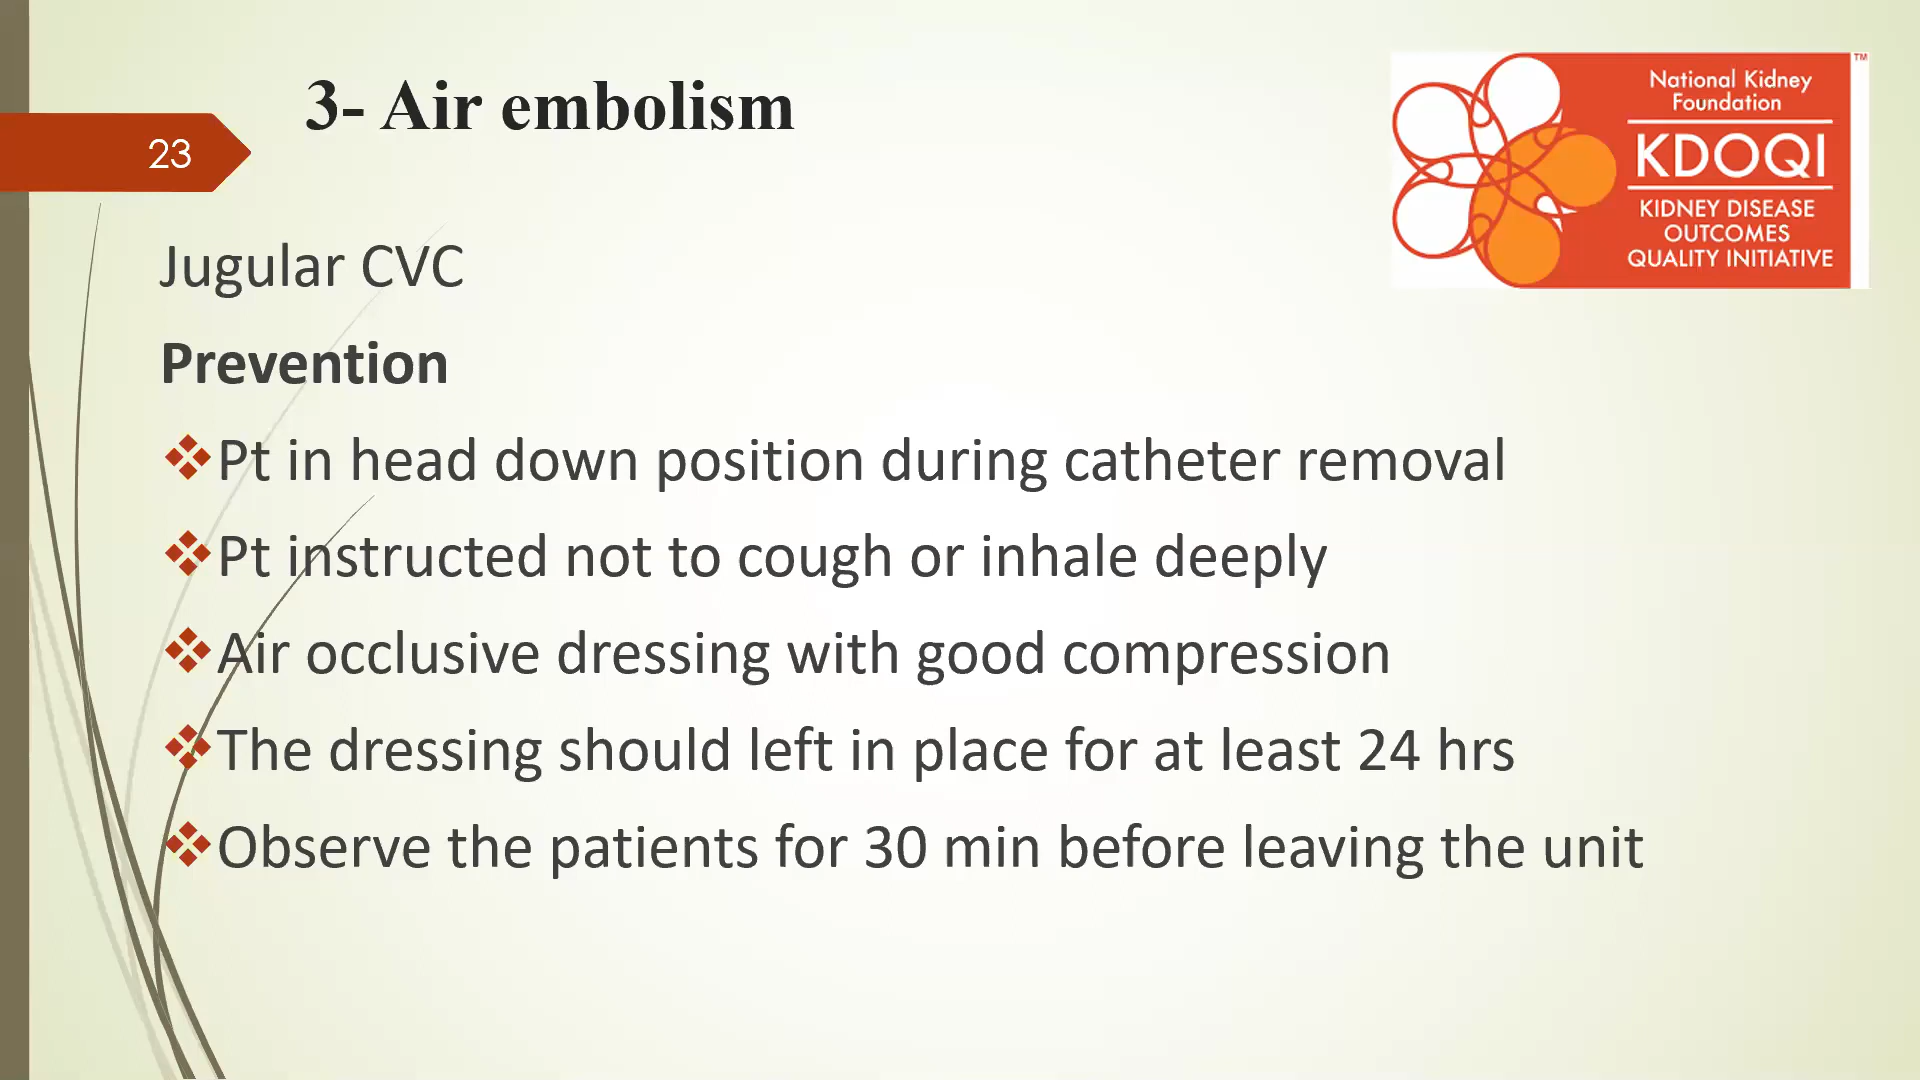 3- Air embolism
23
National Kidney
Foundation
KDOQI
KIDNEY DISEASE
OUTCOMES
QUALITY INITIATIVE
TM
Jugular CVC
Prevention
Pt in head down position during catheter removal
Pt instructed not to cough or inhale deeply
Air occlusive dressing with good compression
The dressing should left in place for at least 24 hrs
Observe the patients for 30 min before leaving the unit